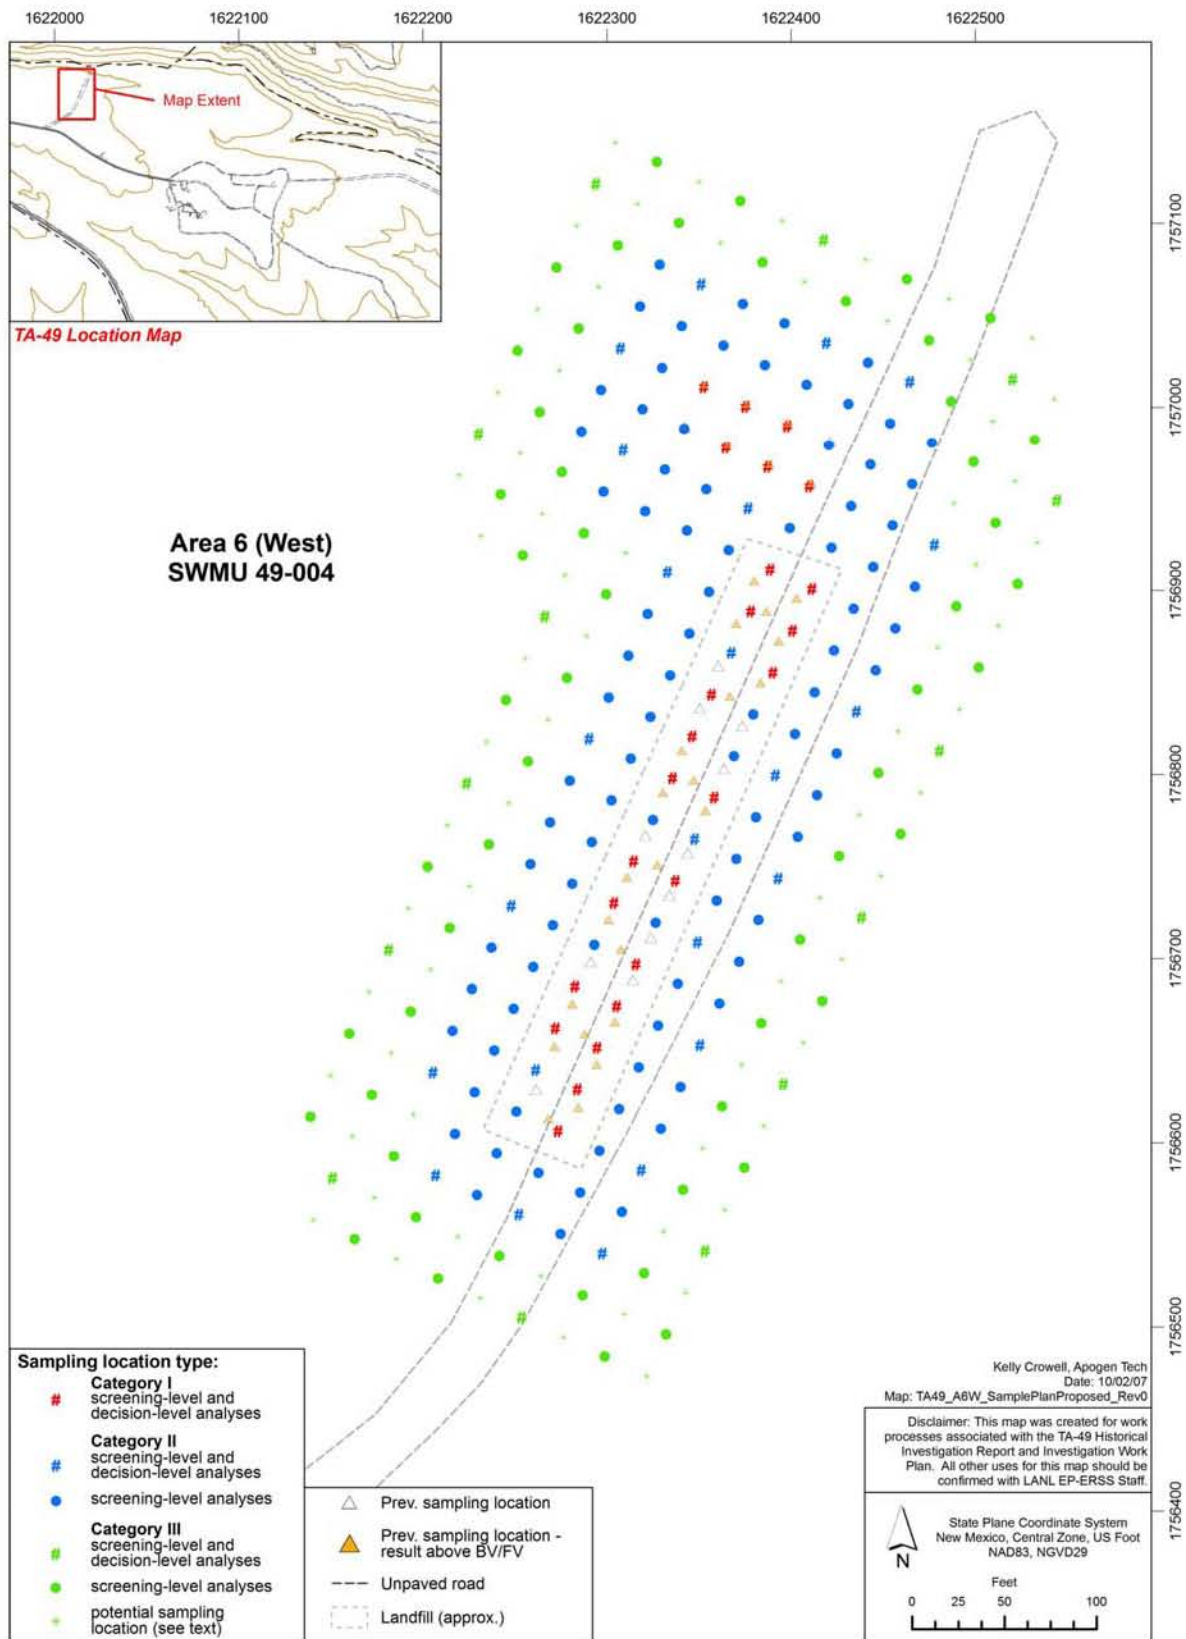 1622000 1622100 1622200 1622300 1622400 1622500
Map Extent
TA-49 Location Map
1757100
1757000
1756900
1756800
1756700
1756600
1756500
1756400
Area 6 (West)
SWMU 49-004
Sampling location type:
Category I
# screening-level and
decision-level analyses
Category II
# screening-level and
decision-level analyses
screening-level analyses
Category III
# screening-level and
decision-level analyses
screening-level analyses
+ potential sampling
location (see text)
Prev. sampling location
Prev. sampling location -
result above BV/FV
Unpaved road
Landfill (approx.)
Kelly Crowell, Apogen Tech
Date: 10/02/07
Map: TA49_A6W_SamplePlanProposed_Rev0
Disclaimer: This map was created for work
processes associated with the TA-49 Historical
Investigation Report and Investigation Work
Plan. All other uses for this map should be
confirmed with LANL EP-ERSS Staff.
N
State Plane Coordinate System
New Mexico, Central Zone, US Foot
NAD83, NGVD29
Feet
0 25 50 100